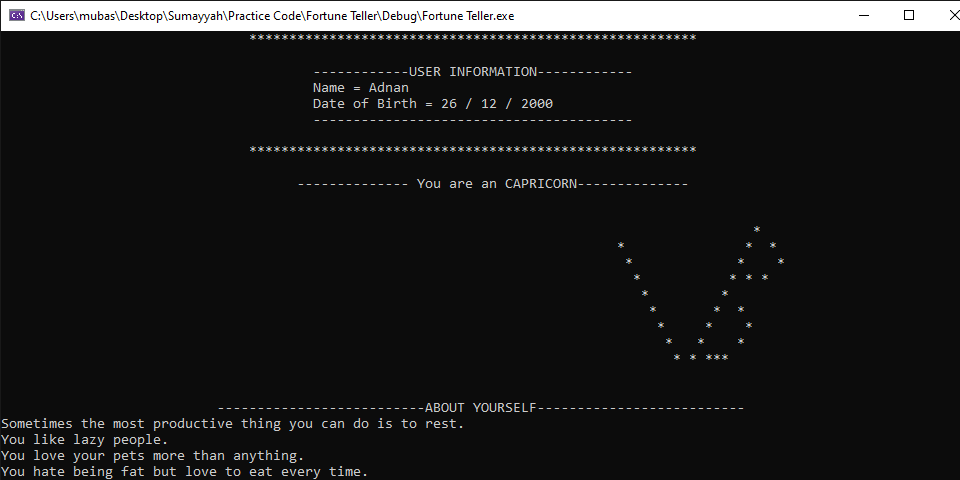 C:\Users\mubas\Desktop\Sumayyah\Practice Code\Fortune Teller\Debug\Fortune Teller.exe
********************************************************
------------USER INFORMATION------------
Name = Adnan
Date of Birth = 26 / 12 / 2000
----------------------------------------
********************************************************
-------------- You are an CAPRICORN--------------
*
* * *
* * *
* * * *
* *
* * *
* * *
* * *
* * ***
--------------------------ABOUT YOURSELF--------------------------
Sometimes the most productive thing you can do is to rest.
You like lazy people.
You love your pets more than anything.
You hate being fat but love to eat every time.